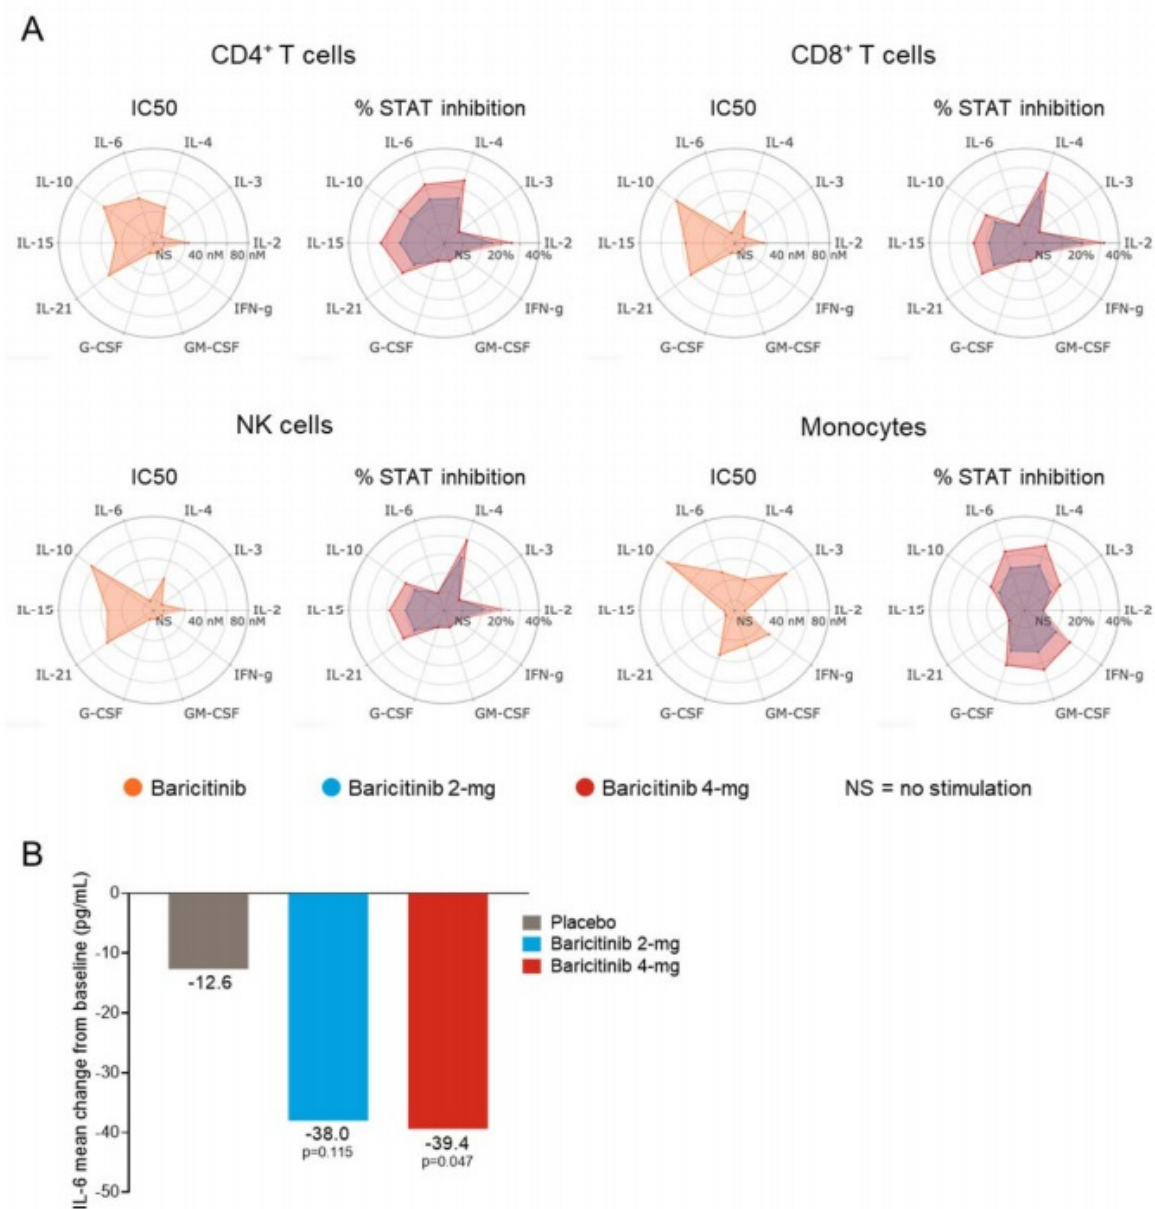 A
CD4⁺ T cells
CD8⁺ T cells
IC50
% STAT inhibition
IC50
% STAT inhibition
IL-6 IL-4
IL-10 IL-3
IL-15 IL-2
NS 40 nM 80 nM
IL-21 IFN-g
G-CSF GM-CSF
IL-6 IL-4
IL-10 IL-3
IL-15 IL-2
NS 20% 40%
IL-21 IFN-g
G-CSF GM-CSF
IL-6 IL-4
IL-10 IL-3
IL-15 IL-2
NS 40 nM 80 nM
IL-21 IFN-g
G-CSF GM-CSF
IL-6 IL-4
IL-10 IL-3
IL-15 IL-2
NS 20% 40%
IL-21 IFN-g
G-CSF GM-CSF
NK cells
Monocytes
IC50
% STAT inhibition
IC50
% STAT inhibition
IL-6 IL-4
IL-10 IL-3
IL-15 IL-2
NS 40 nM 80 nM
IL-21 IFN-g
G-CSF GM-CSF
IL-6 IL-4
IL-10 IL-3
IL-15 IL-2
NS 20% 40%
IL-21 IFN-g
G-CSF GM-CSF
IL-6 IL-4
IL-10 IL-3
IL-15 IL-2
NS 40 nM 80 nM
IL-21 IFN-g
G-CSF GM-CSF
IL-6 IL-4
IL-10 IL-3
IL-15 IL-2
NS 20% 40%
IL-21 IFN-g
G-CSF GM-CSF
Baricitinib
Baricitinib 2-mg
Baricitinib 4-mg
NS = no stimulation
B
IL-6 mean change from baseline (pg/mL)
0
-10
-20
-30
-40
-50
-12.6
-38.0
p=0.115
-39.4
p=0.047
Placebo
Baricitinib 2-mg
Baricitinib 4-mg